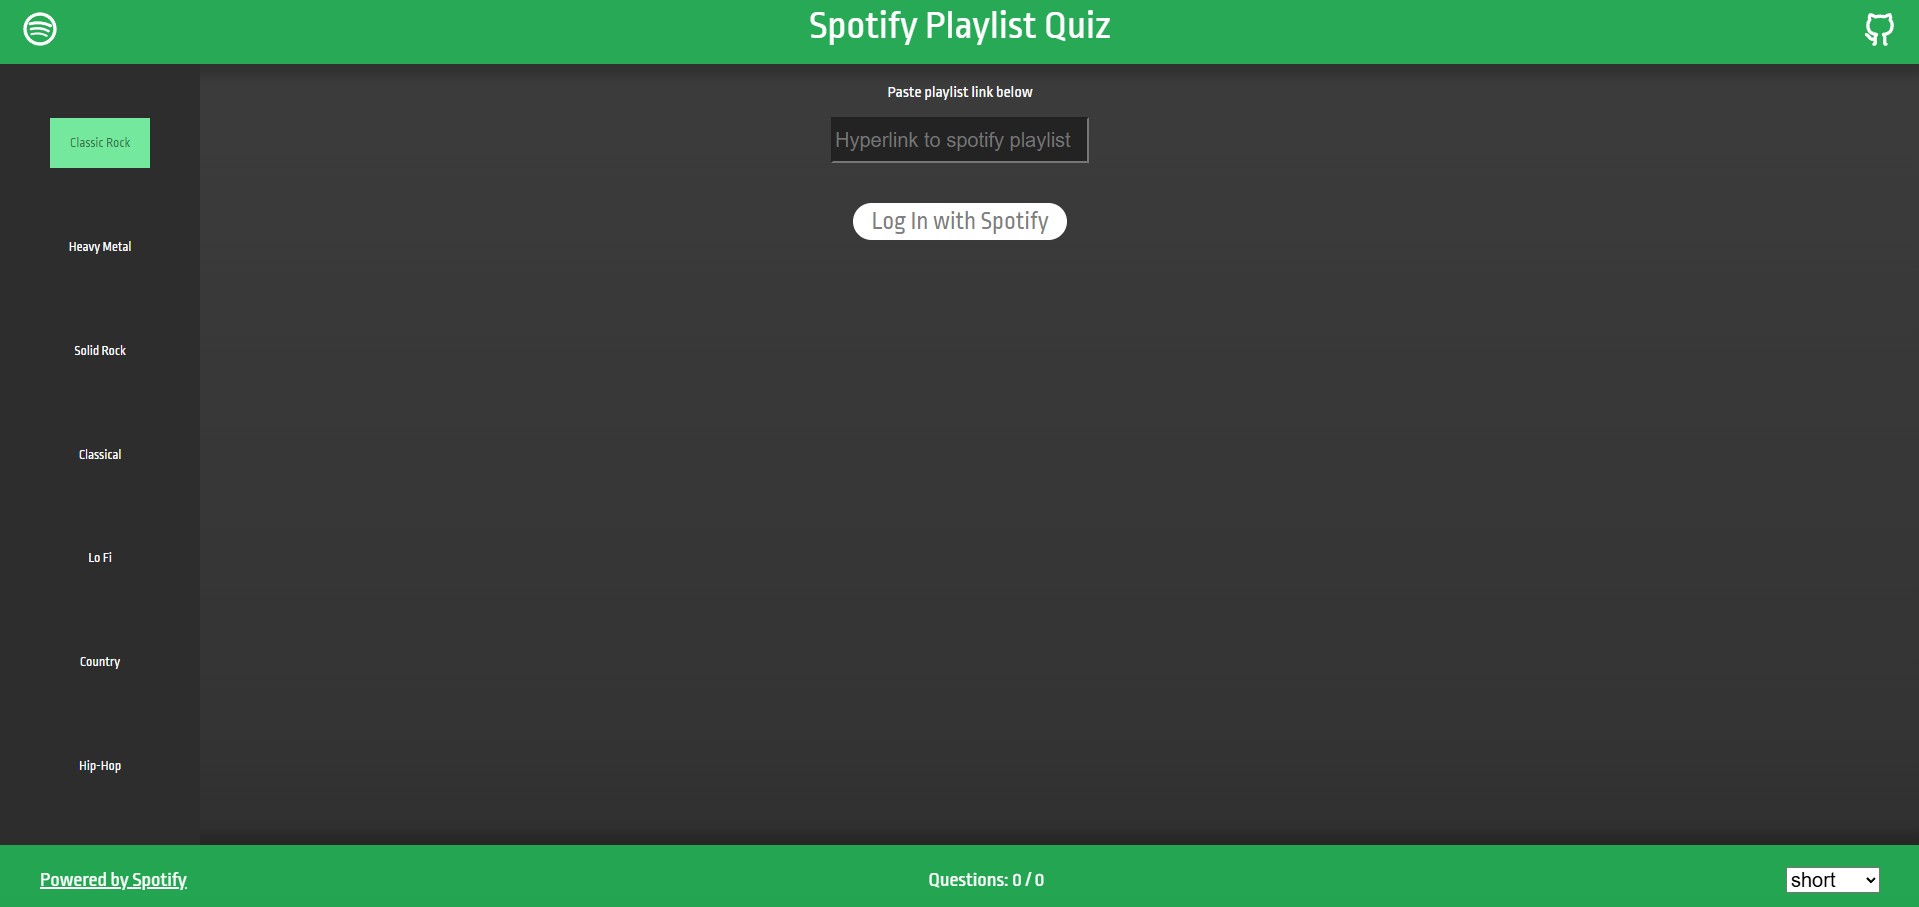 Spotify Playlist Quiz
Paste playlist link below
Hyperlink to spotify playlist
Log In with Spotify
Classic Rock
Heavy Metal
Solid Rock
Classical
Lo Fi
Country
Hip-Hop
Powered by Spotify
Questions: 0 / 0
short